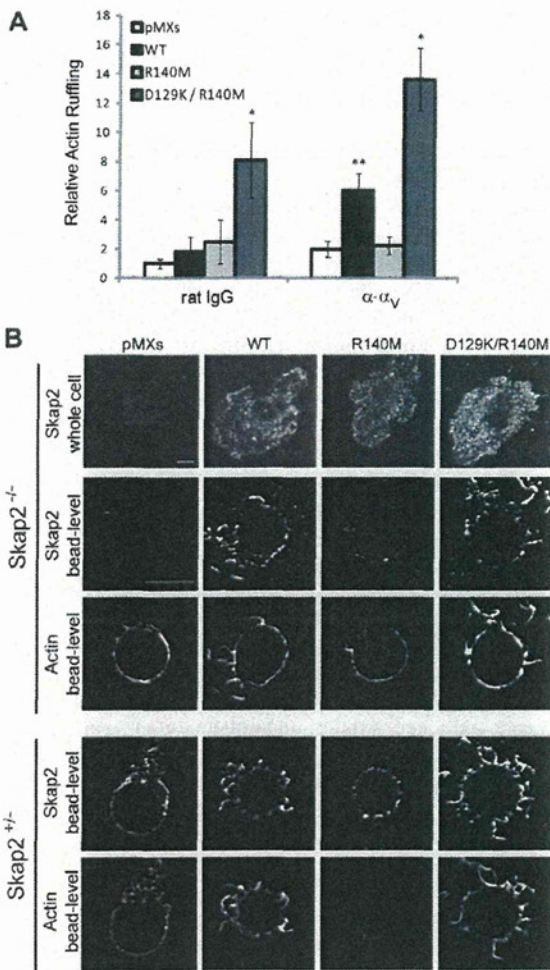 A
Relative Actin Ruffling
18
16
14
12
10
8
6
4
2
0
pMXs
WT
R140M
D129K / R140M
*
**
*
rat IgG
α-αV
B
pMXs WT R140M D129K/R140M
Skap2 -/-
Skap2 whole cell
Skap2 bead-level
Actin bead-level
Skap2 +/-
Skap2 bead-level
Actin bead-level